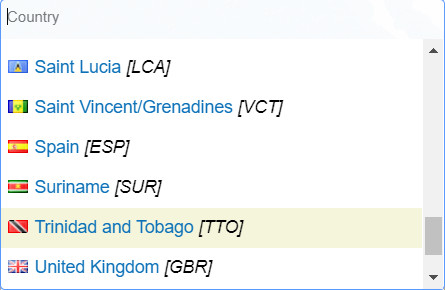 Country
Saint Lucia [LCA]
Saint Vincent/Grenadines [VCT]
Spain [ESP]
Suriname [SUR]
Trinidad and Tobago [TTO]
United Kingdom [GBR]